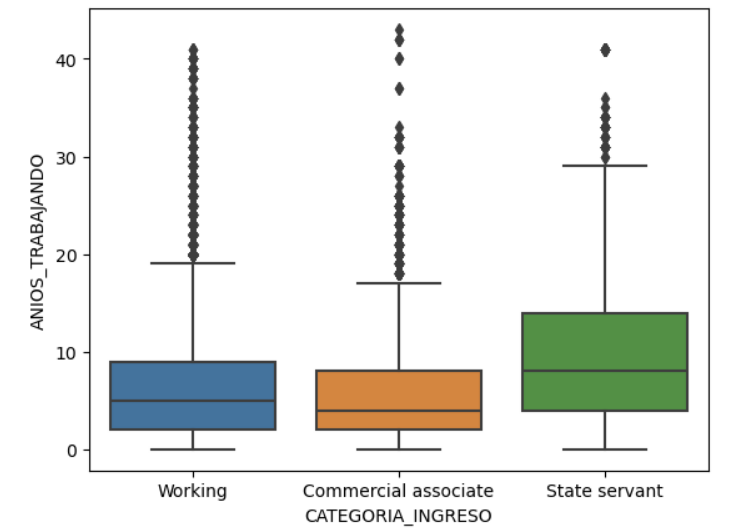 ANIOS_TRABAJANDO
40
30
20
10
0
Working Commercial associate State servant
CATEGORIA_INGRESO